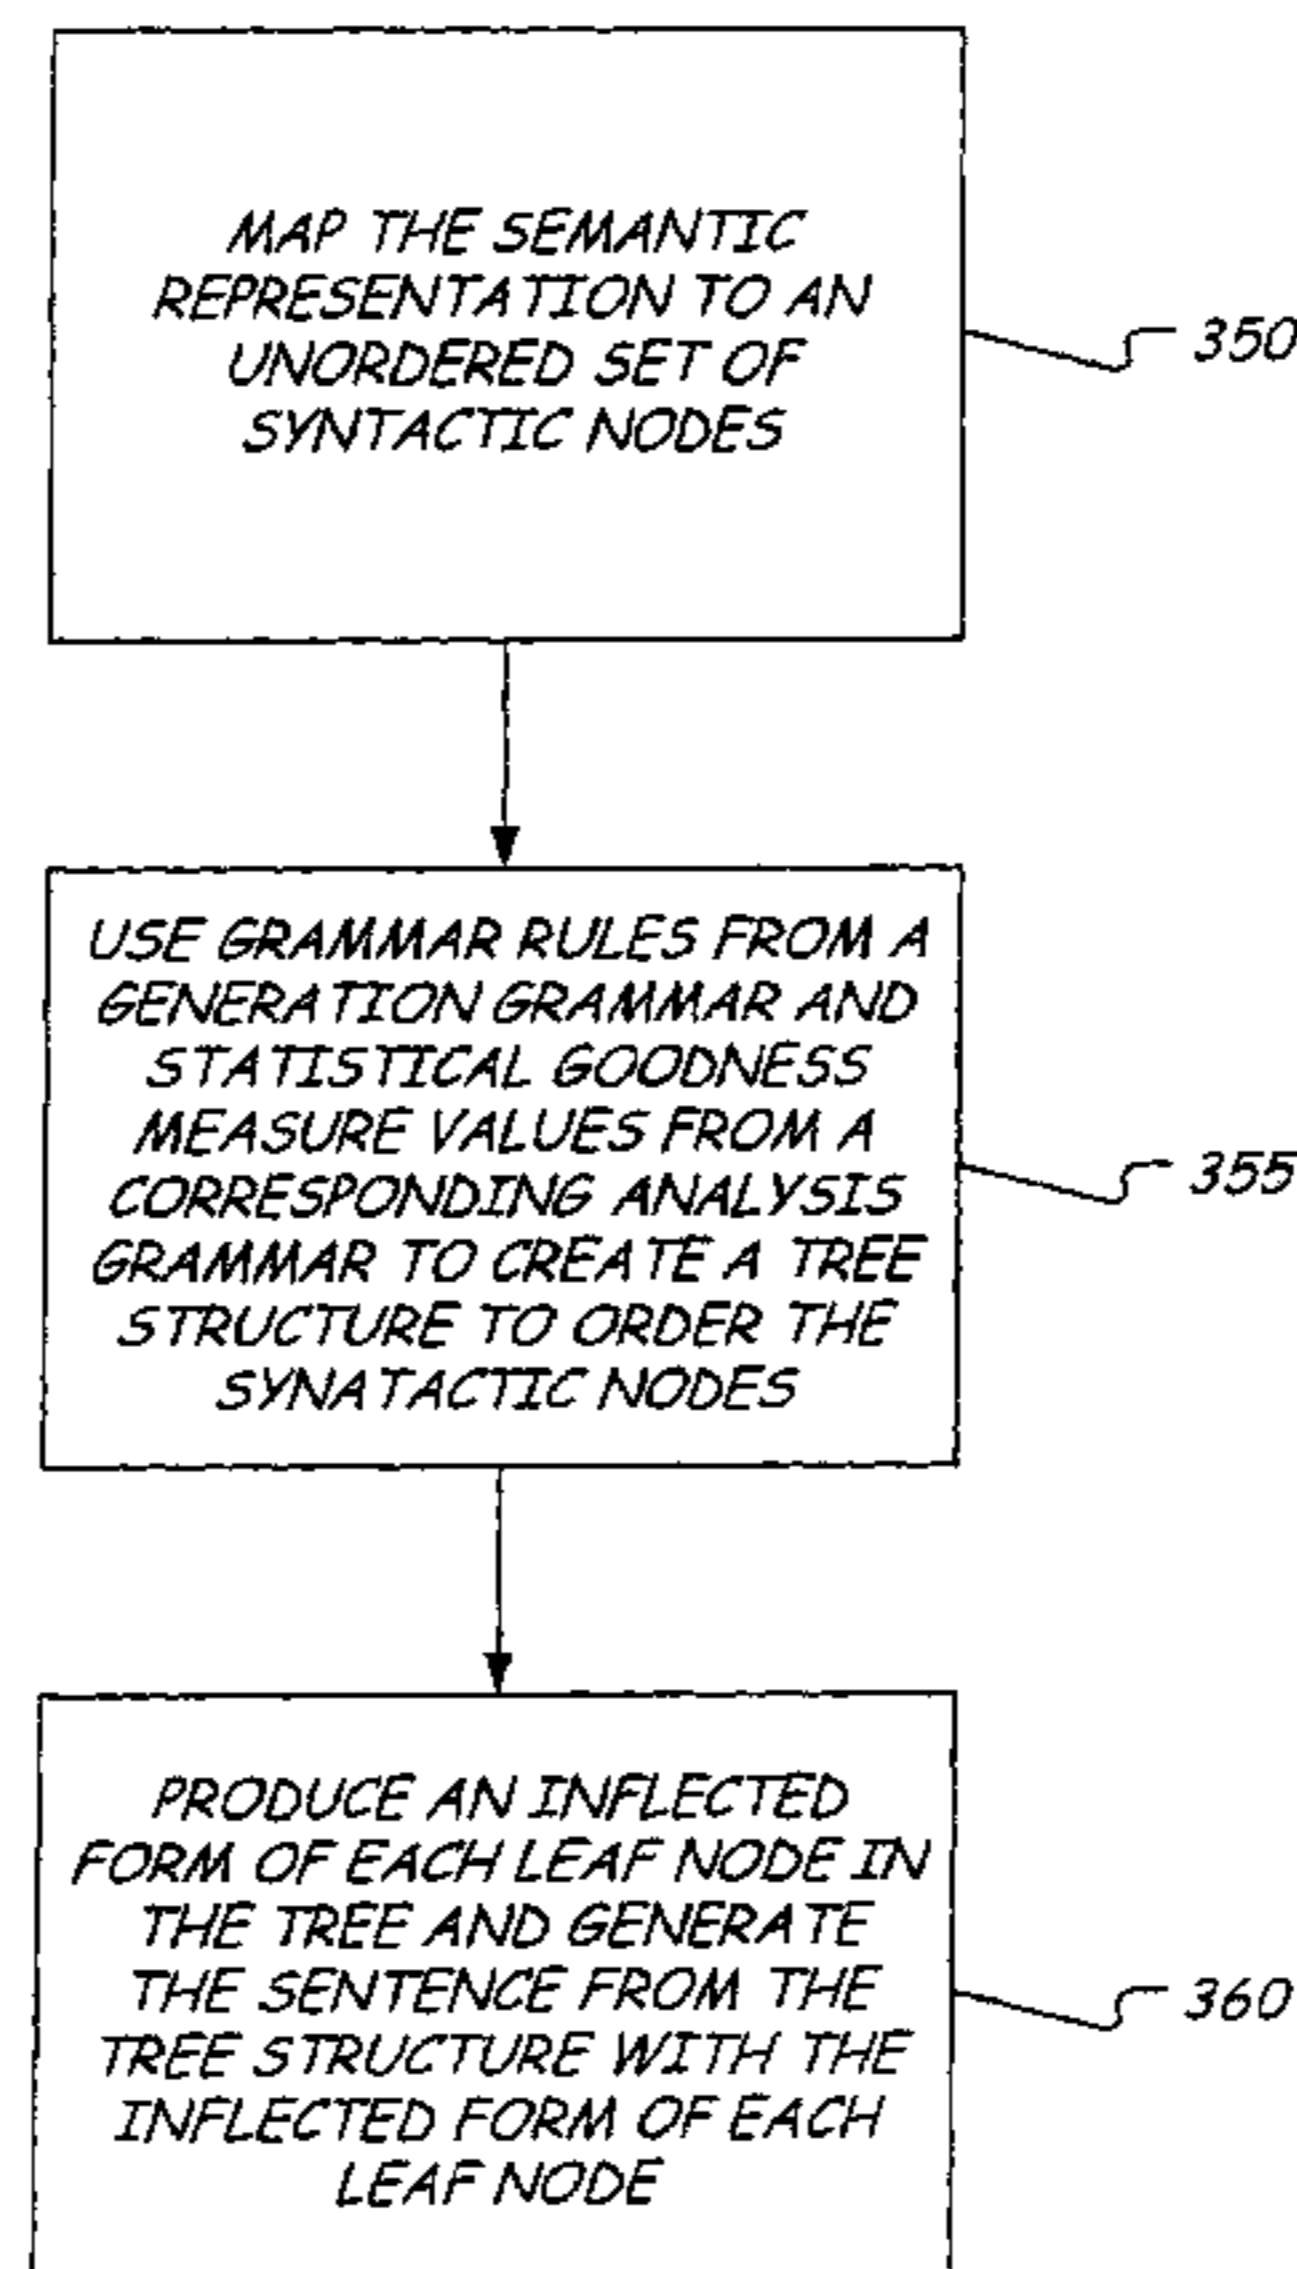 MAP THE SEMANTIC
REPRESENTATION TO AN
UNORDERED SET OF
SYNTACTIC NODES
350
USE GRAMMAR RULES FROM A
GENERATION GRAMMAR AND
STATISTICAL GOODNESS
MEASURE VALUES FROM A
CORRESPONDING ANALYSIS
GRAMMAR TO CREATE A TREE
STRUCTURE TO ORDER THE
SYNATACTIC NODES
355
PRODUCE AN INFLECTED
FORM OF EACH LEAF NODE IN
THE TREE AND GENERATE
THE SENTENCE FROM THE
TREE STRUCTURE WITH THE
INFLECTED FORM OF EACH
LEAF NODE
360